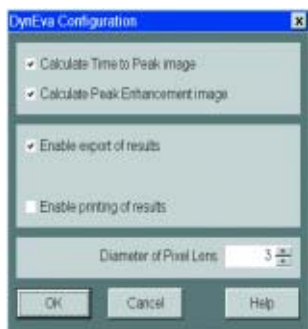 DynEva Configuration
Calculate Time to Peak image
Calculate Peak Enhancement image
Enable export of results
Enable printing of results
Diameter of Pixel Lens 3
OK Cancel Help